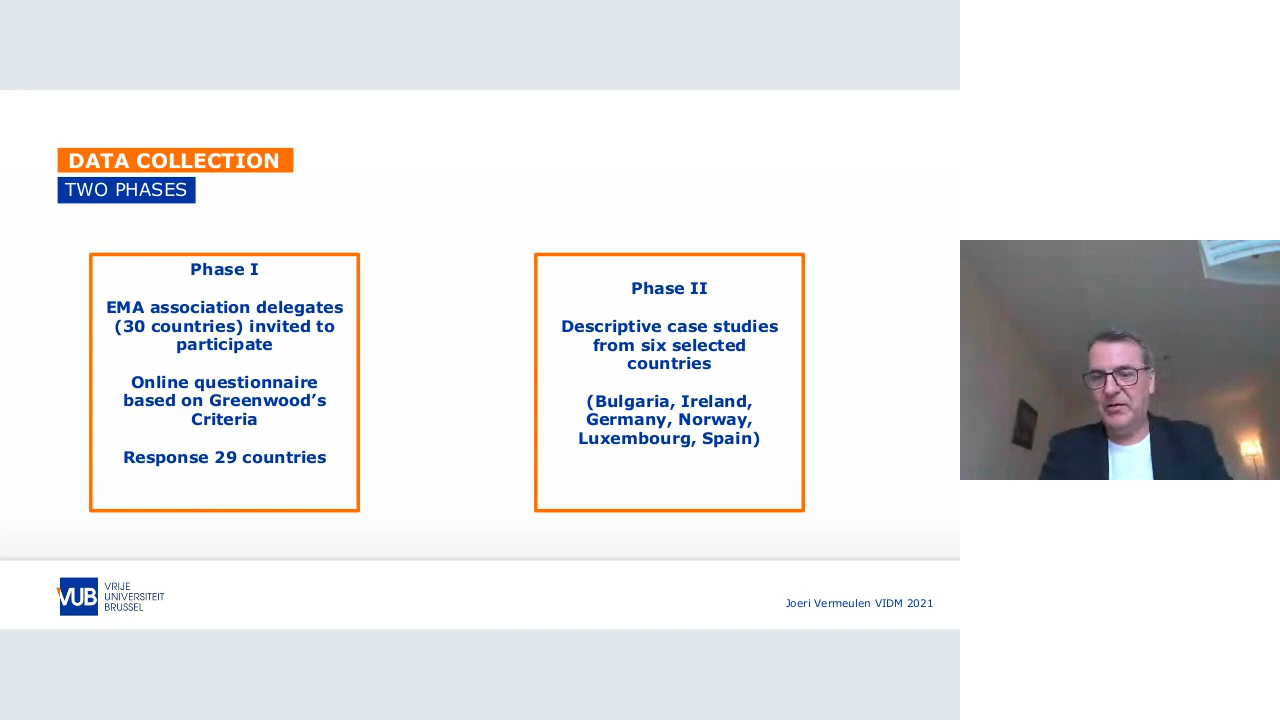 DATA COLLECTION
TWO PHASES
Phase I
EMA association delegates
(30 countries) invited to
participate
Online questionnaire
based on Greenwood’s
Criteria
Response 29 countries
Phase II
Descriptive case studies
from six selected
countries
(Bulgaria, Ireland,
Germany, Norway,
Luxembourg, Spain)
VUB
VRIJE
UNIVERSITEIT
BRUSSEL
Joeri Vermeulen VIDM 2021